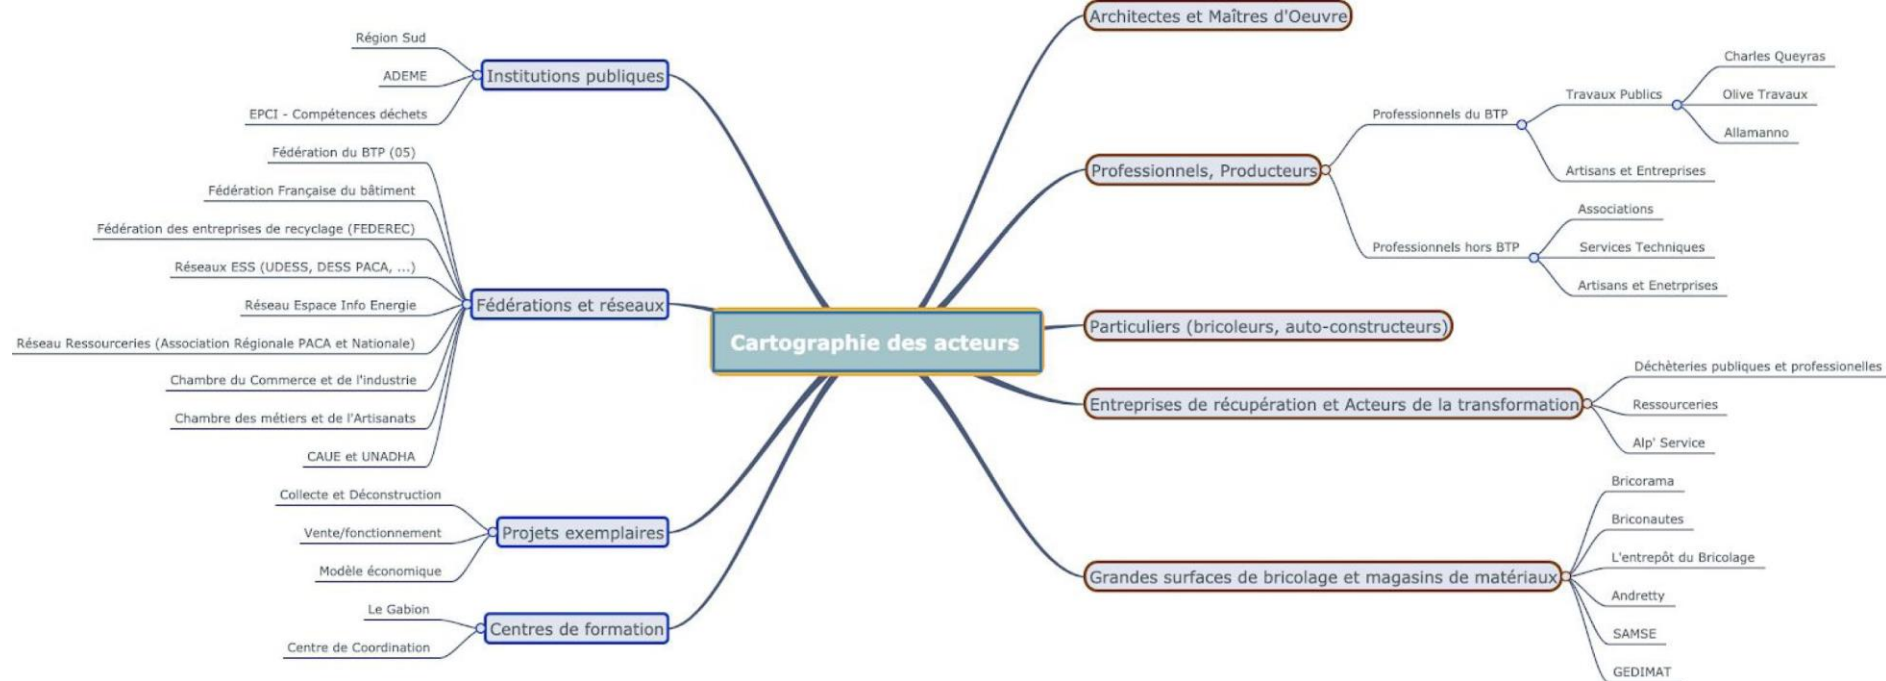 Cartographie des acteurs
Institutions publiques
Région Sud
ADEME
EPCI - Compétences déchets
Fédérations et réseaux
Fédération du BTP (05)
Fédération Française du bâtiment
Fédération des entreprises de recyclage (FEDEREC)
Réseaux ESS (UDESS, DESS PACA, ...)
Réseau Espace Info Energie
Réseau Ressourceries (Association Régionale PACA et Nationale)
Chambre du Commerce et de l'industrie
Chambre des métiers et de l'Artisanats
CAUE et UNADHA
Projets exemplaires
Collecte et Déconstruction
Vente/fonctionnement
Modèle économique
Centres de formation
Le Gabion
Centre de Coordination
Architectes et Maîtres d'Oeuvre
Professionnels, Producteurs
Professionnels du BTP
Travaux Publics
Charles Queyras
Olive Travaux
Allamanno
Artisans et Entreprises
Professionnels hors BTP
Associations
Services Techniques
Artisans et Enetrprises
Particuliers (bricoleurs, auto-constructeurs)
Entreprises de récupération et Acteurs de la transformation
Déchèteries publiques et professionelles
Ressourceries
Alp' Service
Grandes surfaces de bricolage et magasins de matériaux
Bricorama
Briconautes
L'entrepôt du Bricolage
Andretty
SAMSE
GEDIMAT